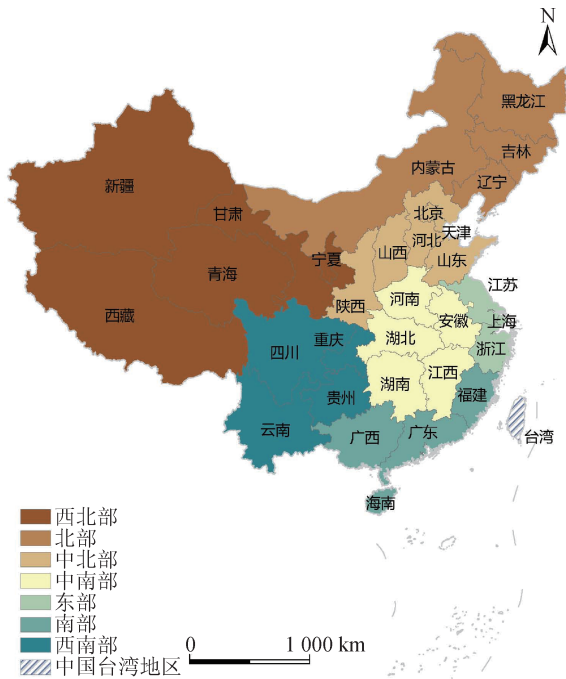 N
黑龙江
吉林
内蒙古
辽宁
新疆
甘肃
北京
天津
河北
宁夏
山西
山东
青海
陕西
河南
江苏
西藏
安徽
上海
湖北
重庆
四川
浙江
江西
湖南
贵州
福建
云南
广西
广东
台湾
海南
西北部
北部
中北部
中南部
东部
南部
西南部
中国台湾地区
0 1 000 km